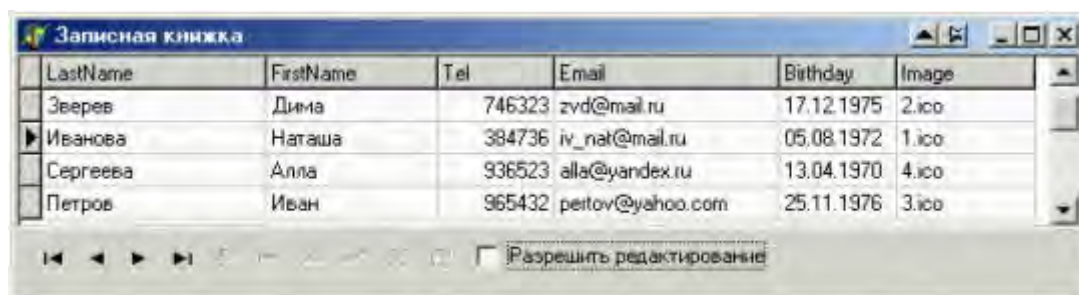 Записная книжка
LastName FirstName Tel Email Birthday Image
Зверев Дима 746323 zvd@mail.ru 17.12.1975 2.ico
Иванова Наташа 384736 iv_nat@mail.ru 05.08.1972 1.ico
Сергеева Алла 936523 alla@yandex.ru 13.04.1970 4.ico
Петров Иван 965432 pertov@yahoo.com 25.11.1976 3.ico
Разрешить редактирование